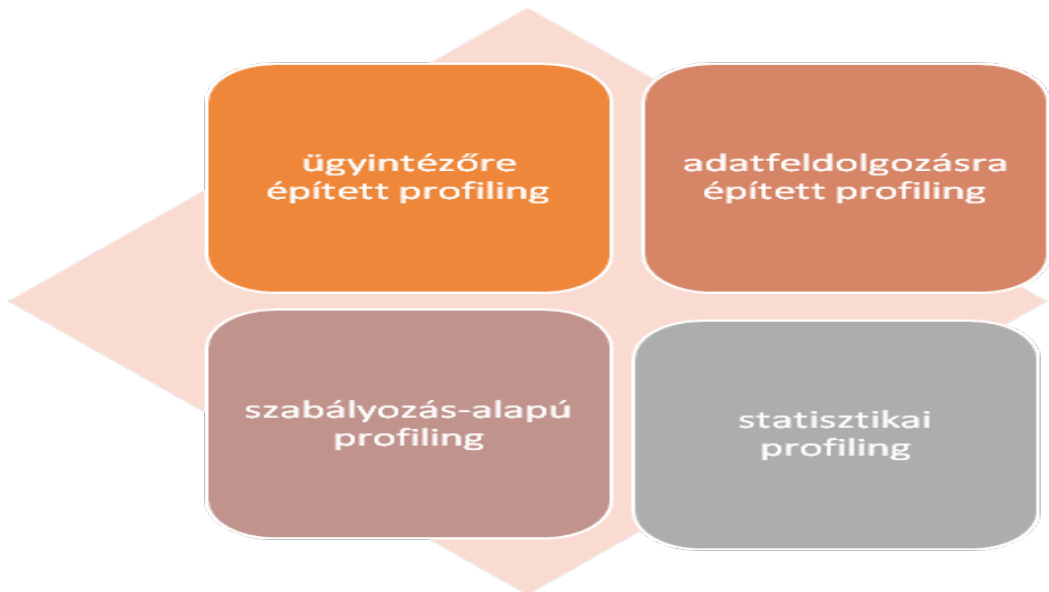 ügyintézőre
épített profiling
adatfeldolgozásra
épített profiling
szabályozás-alapú
profiling
statisztikai
profiling